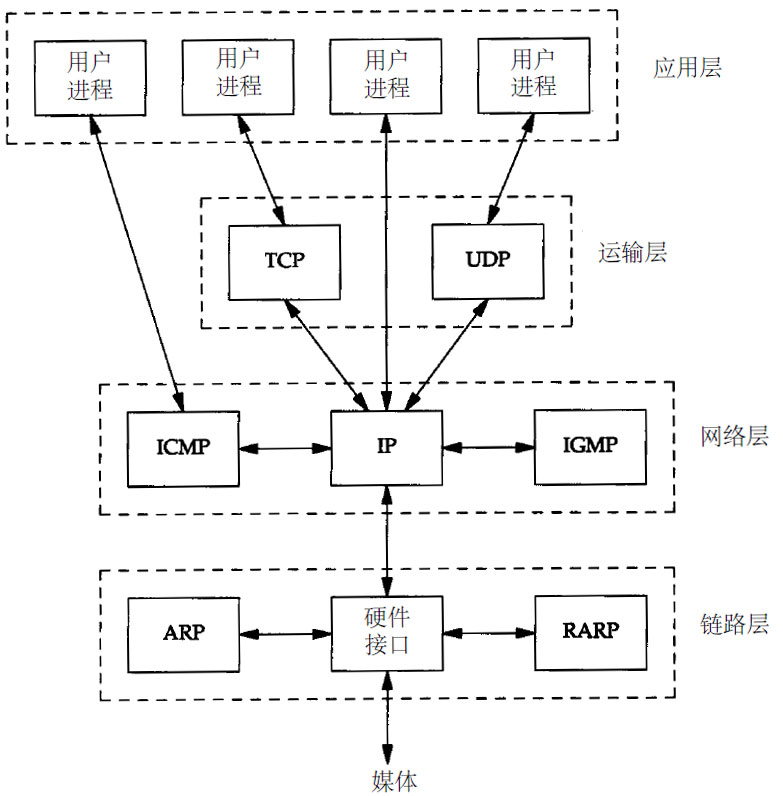 用户
进程
用户
进程
用户
进程
用户
进程
应用层
TCP
UDP
运输层
ICMP
IP
IGMP
网络层
ARP
硬件
接口
RARP
链路层
媒体